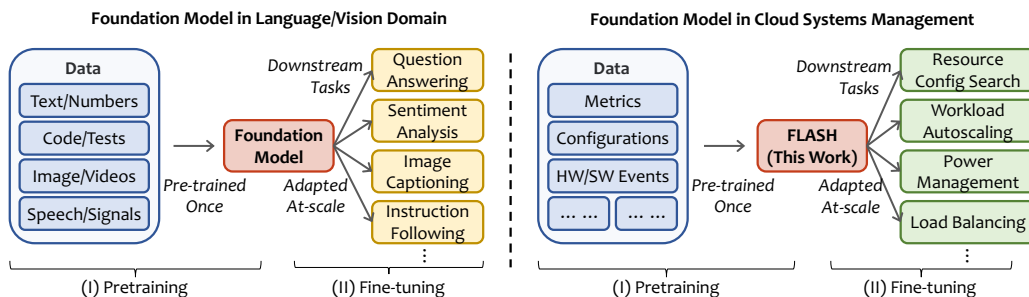 Foundation Model in Language/Vision Domain
Data
Text/Numbers
Code/Tests
Image/Videos
Speech/Signals
Pre-trained
Once
Foundation
Model
Downstream
Tasks
Adapted
At-scale
Question
Answering
Sentiment
Analysis
Image
Captioning
Instruction
Following
⋮
(I) Pretraining
(II) Fine-tuning
Foundation Model in Cloud Systems Management
Data
Metrics
Configurations
HW/SW Events
... ... ... ...
Pre-trained
Once
FLASH
(This Work)
Downstream
Tasks
Adapted
At-scale
Resource
Config Search
Workload
Autoscaling
Power
Management
Load Balancing
⋮
(I) Pretraining
(II) Fine-tuning